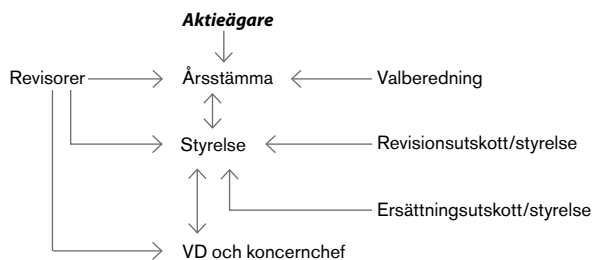 Aktieägare
Revisorer
Årsstämma
Valberedning
Styrelse
Revisionsutskott/styrelse
Ersättningsutskott/styrelse
VD och koncernchef